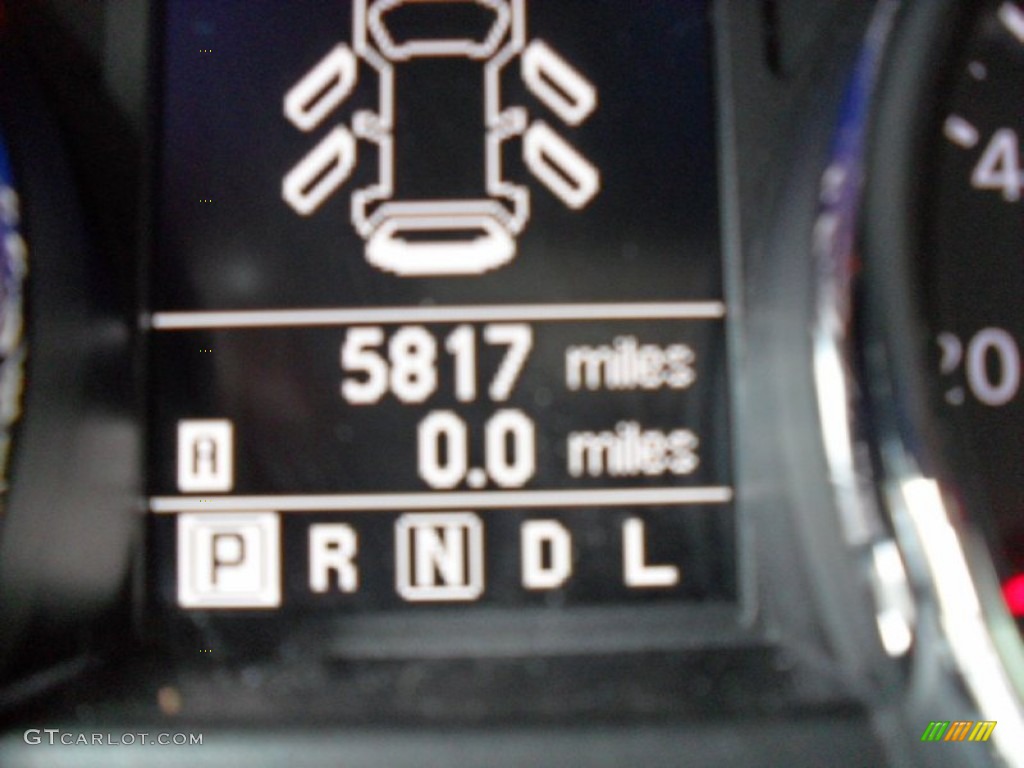 4
5817 miles
20
A 0.0 miles
P R N D L
GTCARLOT.COM